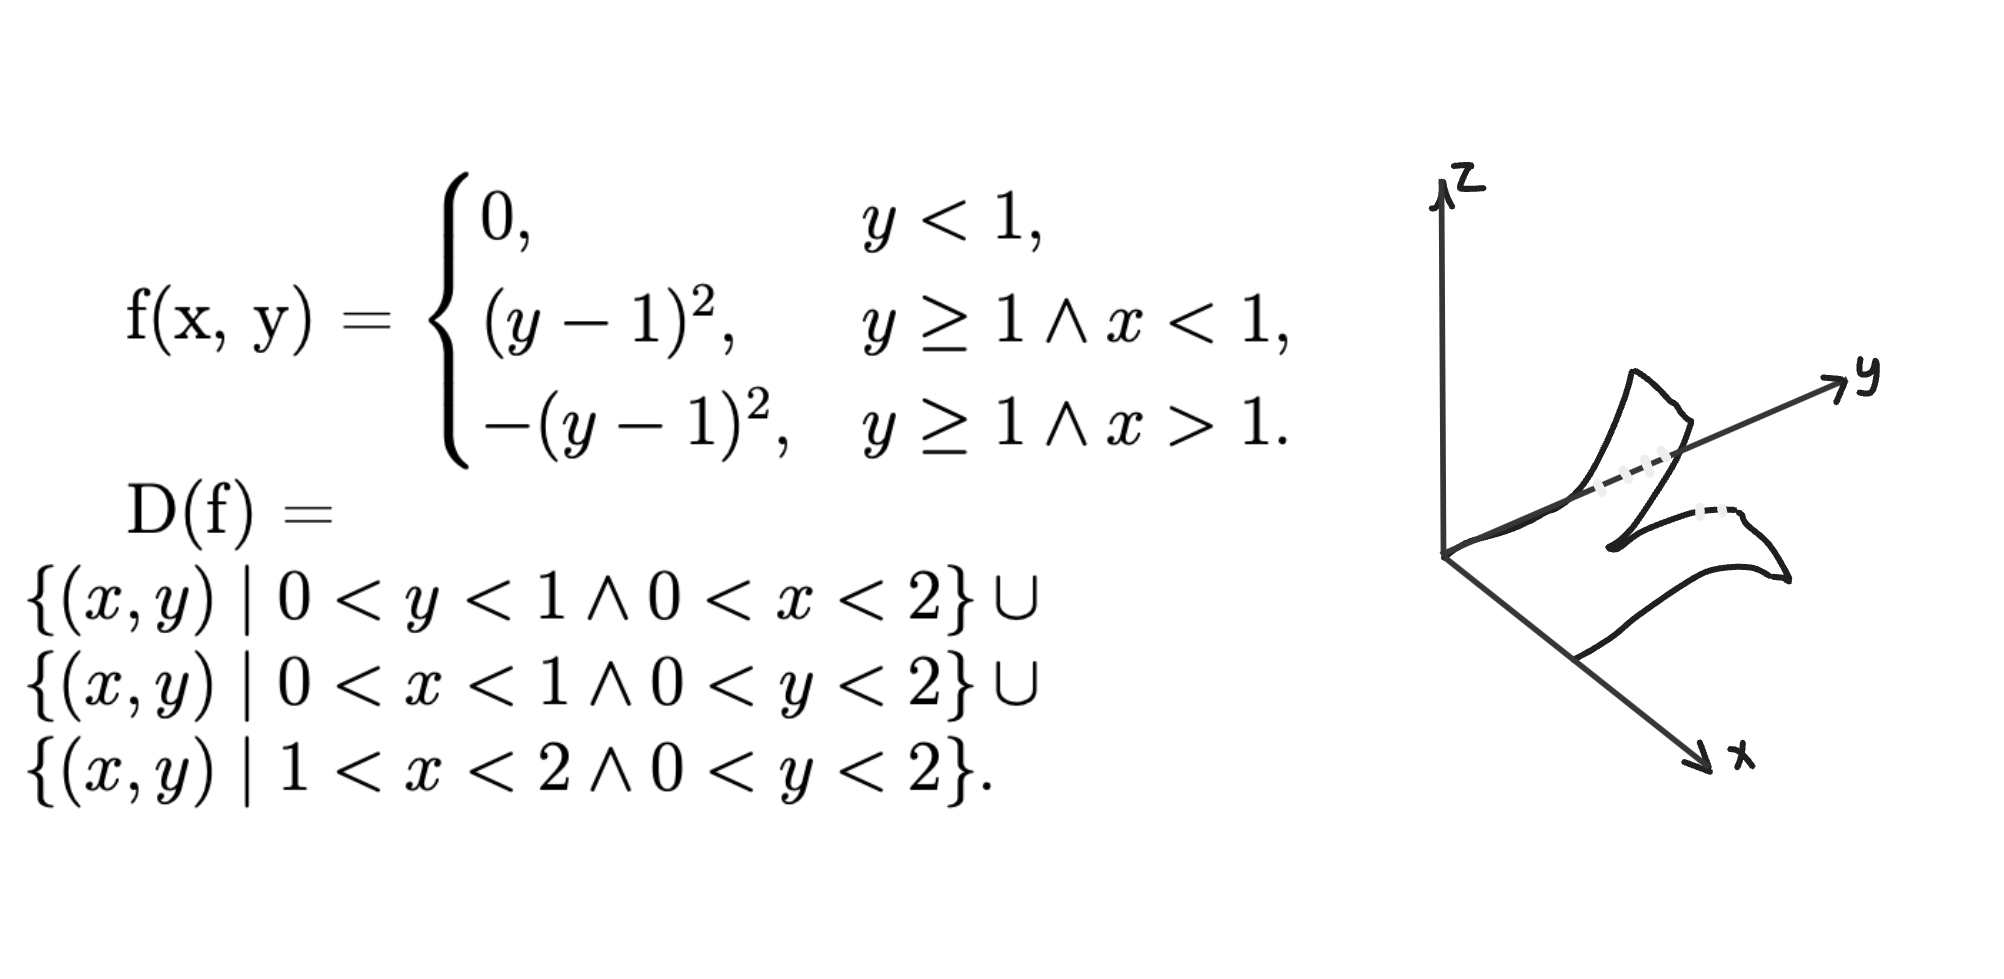 f(x, y) = { 0, y < 1,
(y − 1)², y ≥ 1 ∧ x < 1,
−(y − 1)², y ≥ 1 ∧ x > 1.
D(f) =
{(x, y) | 0 < y < 1 ∧ 0 < x < 2} ∪
{(x, y) | 0 < x < 1 ∧ 0 < y < 2} ∪
{(x, y) | 1 < x < 2 ∧ 0 < y < 2}.
z
y
x